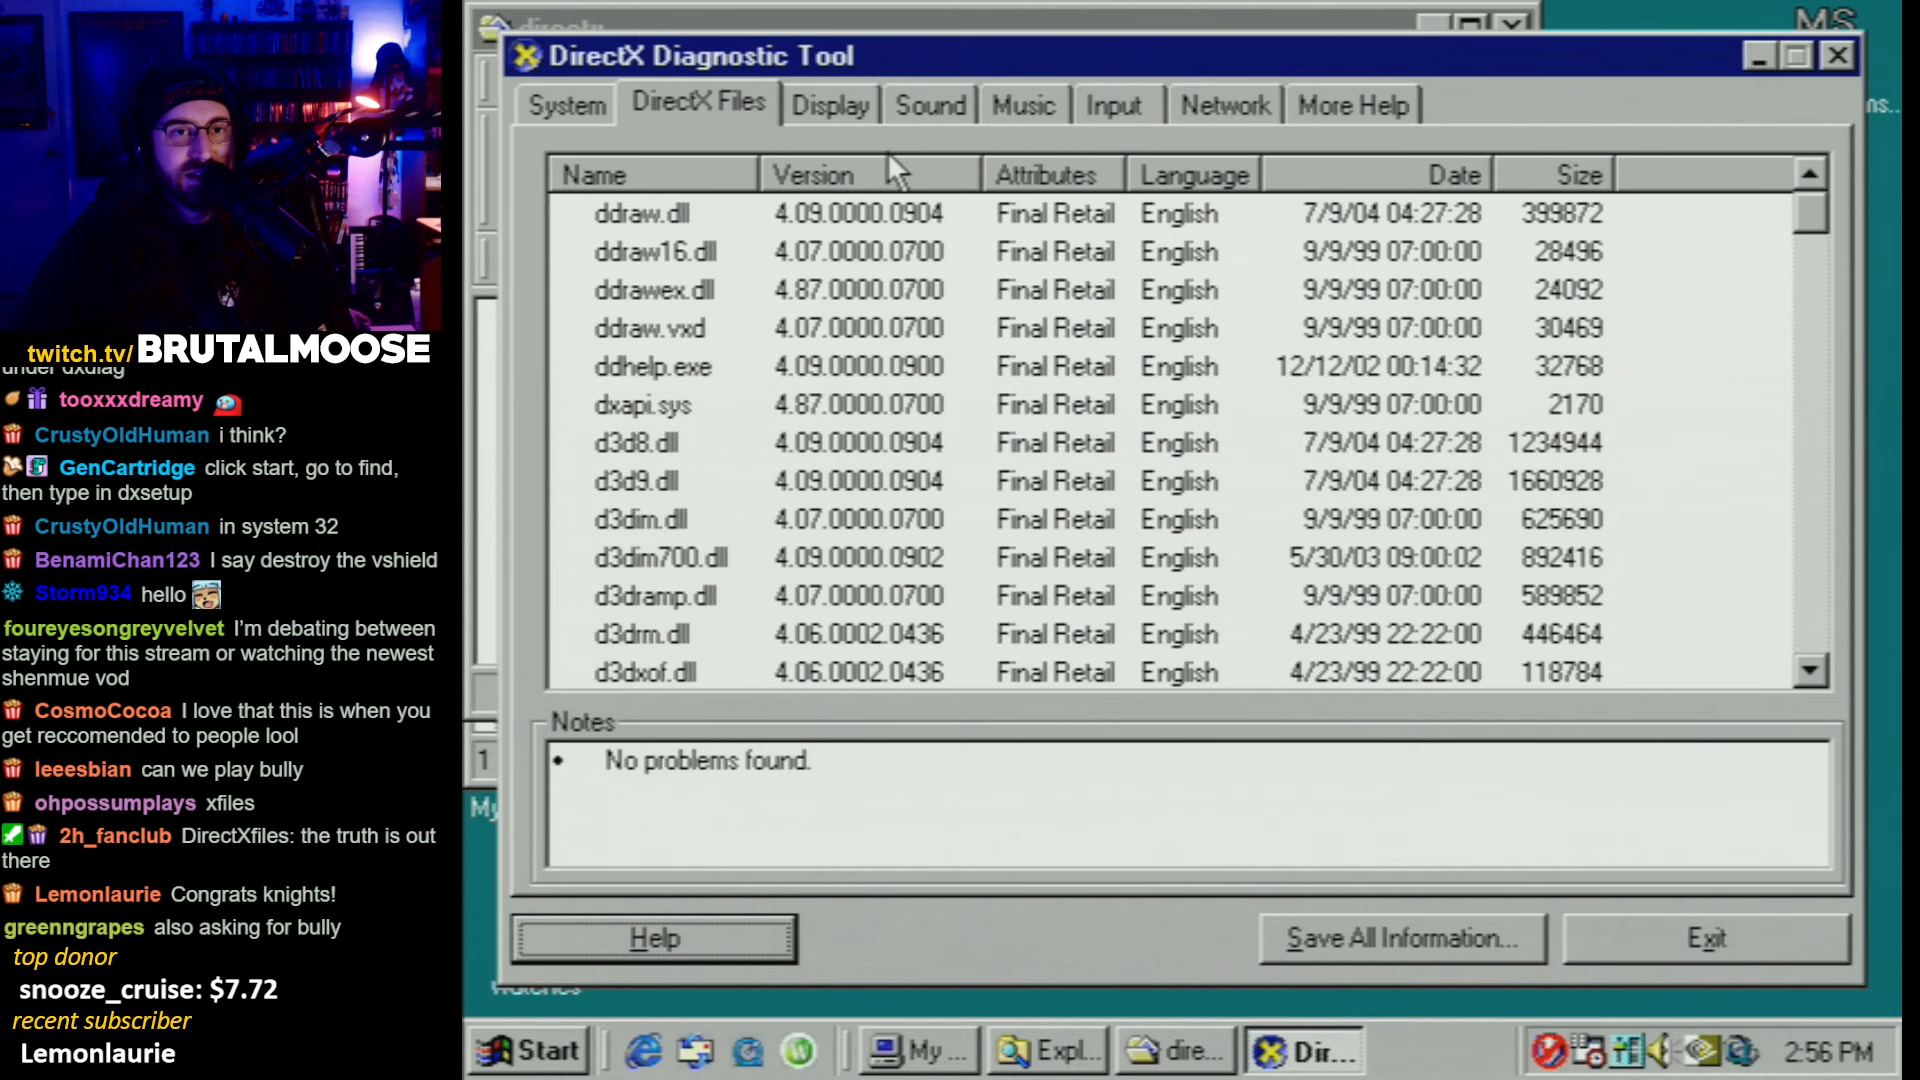 twitch.tv/BRUTALMOOSE
under dxdiag
tooxxxdreamy
CrustyOldHuman i think?
GenCartridge click start, go to find,
then type in dxsetup
CrustyOldHuman in system 32
BenamiChan123 I say destroy the vshield
Storm934 hello
foureyesongreyvelvet I'm debating between
staying for this stream or watching the newest
shenmue vod
CosmoCocoa I love that this is when you
get reccomended to people lool
leeesbian can we play bully
ohpossumplays xfiles
2h_fanclub DirectXfiles: the truth is out
there
Lemonlaurie Congrats knights!
greenngrapes also asking for bully
top donor
snooze_cruise: $7.72
recent subscriber
Lemonlaurie
MS
DirectX Diagnostic Tool
System DirectX Files Display Sound Music Input Network More Help
ns..
Name Version Attributes Language Date Size
ddraw.dll 4.09.0000.0904 Final Retail English 7/9/04 04:27:28 399872
ddraw16.dll 4.07.0000.0700 Final Retail English 9/9/99 07:00:00 28496
ddrawex.dll 4.87.0000.0700 Final Retail English 9/9/99 07:00:00 24092
ddraw.vxd 4.07.0000.0700 Final Retail English 9/9/99 07:00:00 30469
ddhelp.exe 4.09.0000.0900 Final Retail English 12/12/02 00:14:32 32768
dxapi.sys 4.87.0000.0700 Final Retail English 9/9/99 07:00:00 2170
d3d8.dll 4.09.0000.0904 Final Retail English 7/9/04 04:27:28 1234944
d3d9.dll 4.09.0000.0904 Final Retail English 7/9/04 04:27:28 1660928
d3dim.dll 4.07.0000.0700 Final Retail English 9/9/99 07:00:00 625690
d3dim700.dll 4.09.0000.0902 Final Retail English 5/30/03 09:00:02 892416
d3dramp.dll 4.07.0000.0700 Final Retail English 9/9/99 07:00:00 589852
d3drm.dll 4.06.0002.0436 Final Retail English 4/23/99 22:22:00 446464
d3dxof.dll 4.06.0002.0436 Final Retail English 4/23/99 22:22:00 118784
Notes
• No problems found.
1
My
Help Save All Information... Exit
Start My ... Expl... dire... Dir... 2:56 PM